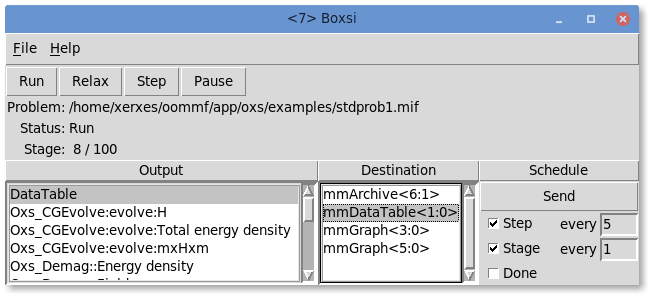 <7> Boxsi
File Help
Run Relax Step Pause
Problem: /home/xerxes/oommf/app/oxs/examples/stdprob1.mif
Status: Run
Stage: 8 / 100
Output Destination Schedule
DataTable
Oxs_CGEvolve:evolve:H
Oxs_CGEvolve:evolve:Total energy density
Oxs_CGEvolve:evolve:mxHxm
Oxs_Demag::Energy density
mmArchive<6:1>
mmDataTable<1:0>
mmGraph<3:0>
mmGraph<5:0>
Send
Step every 5
Stage every 1
Done